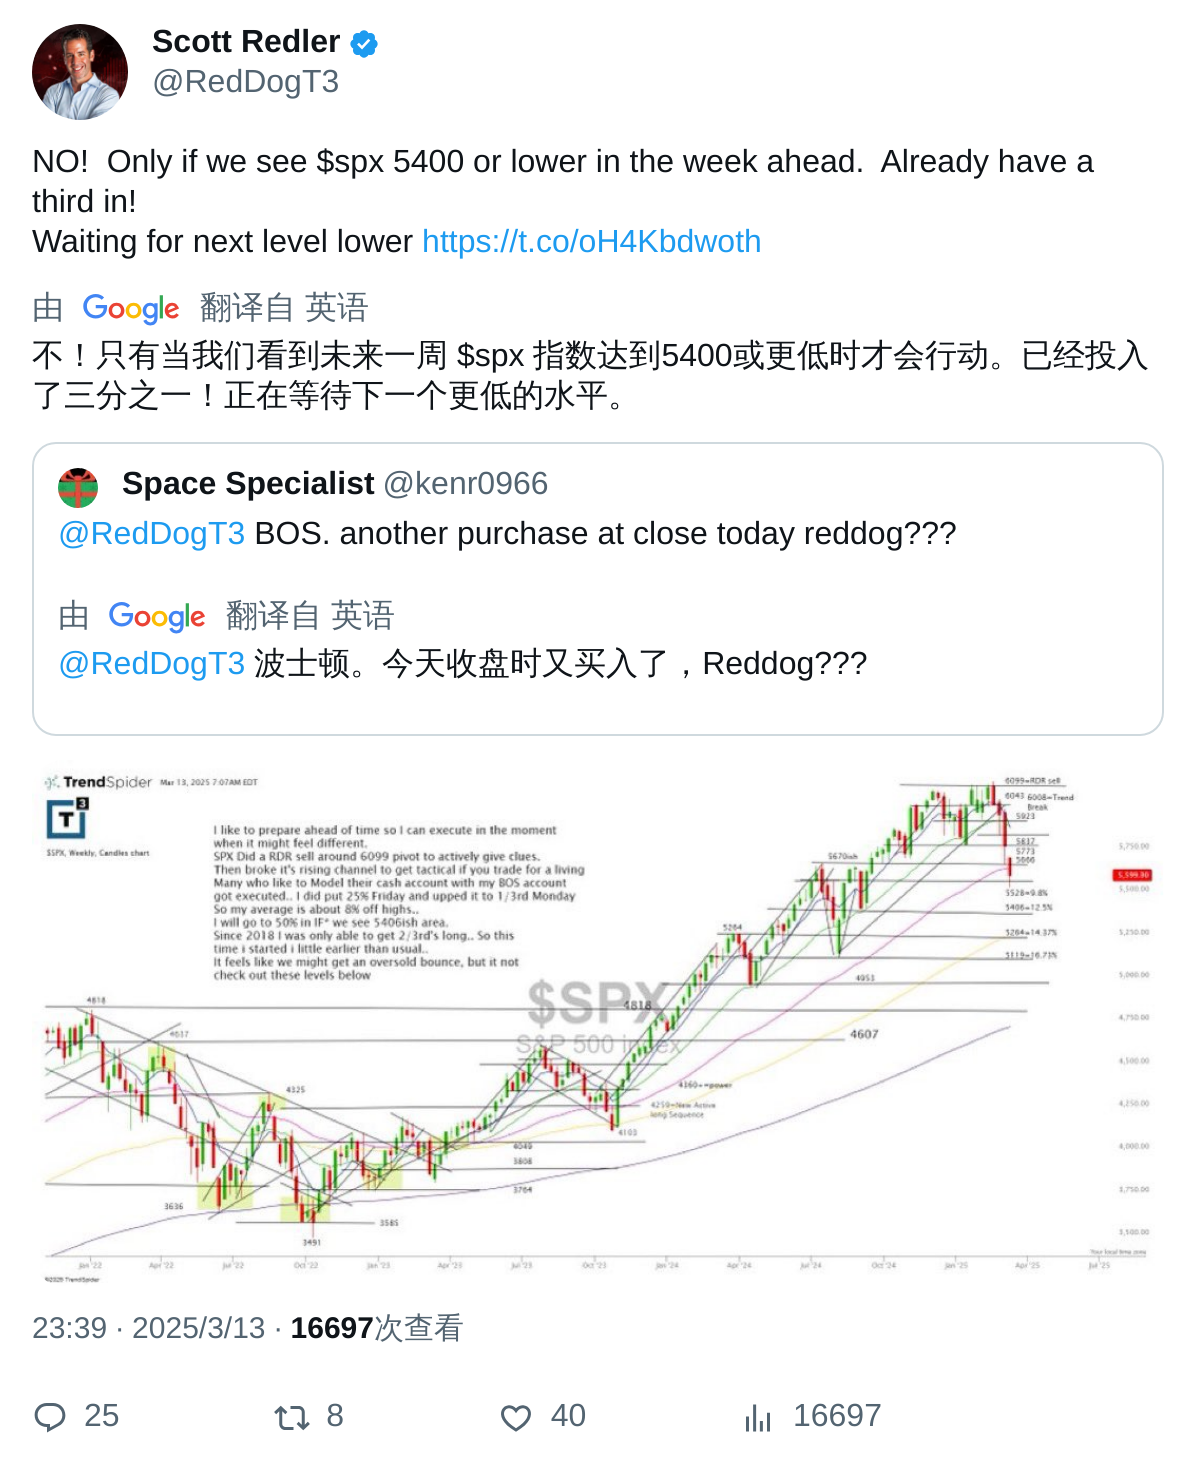 Scott Redler
@RedDogT3
NO!  Only if we see $spx 5400 or lower in the week ahead.  Already have a
third in!
Waiting for next level lower https://t.co/oH4Kbdwoth
由 Google 翻译自 英语
不！只有当我们看到未来一周 $spx 指数达到5400或更低时才会行动。已经投入
了三分之一！正在等待下一个更低的水平。
Space Specialist @kenr0966
@RedDogT3 BOS. another purchase at close today reddog???
由 Google 翻译自 英语
@RedDogT3 波士顿。今天收盘时又买入了，Reddog???
TrendSpider Mar 13, 2025 7:07AM EDT
T3
$SPX, Weekly, Candles chart
I like to prepare ahead of time so I can execute in the moment
when it might feel different.
SPX Did a RDR sell around 6099 pivot to actively give clues.
Then broke it's rising channel to get tactical if you trade for a living
Many who like to Model their cash account with my BOS account
got executed.. I did put 25% Friday and upped it to 1/3rd Monday
So my average is about 8% off highs..
I will go to 50% in IF* we see 5406ish area.
Since 2018 I was only able to get 2/3rd's long.. So this
time i started i little earlier than usual..
It feels like we might get an oversold bounce, but it not
check out these levels below
$SPX
S&P 500 index
6099=RDR sell
6043 6008=Trend
Break
5923
5837
5773
5666
5670ish
5528=9.8%
5406=12.5%
5264
5264=14.37%
5119=16.73%
4953
4818
4818
4637
4607
4325
4360=+power
4259=New Active
long Sequence
4103
4049
3808
3764
3636
3585
3491
5,750.00
5,599.30
5,500.00
5,250.00
5,000.00
4,750.00
4,500.00
4,250.00
4,000.00
3,750.00
3,500.00
Your local time zone
Jan '22 Apr '22 Jul '22 Oct '22 Jan '23 Apr '23 Jul '23 Oct '23 Jan '24 Apr '24 Jul '24 Oct '24 Jan '25 Apr '25 Jul '25
©2025 TrendSpider
23:39 · 2025/3/13 · 16697次查看
25 8 40 16697